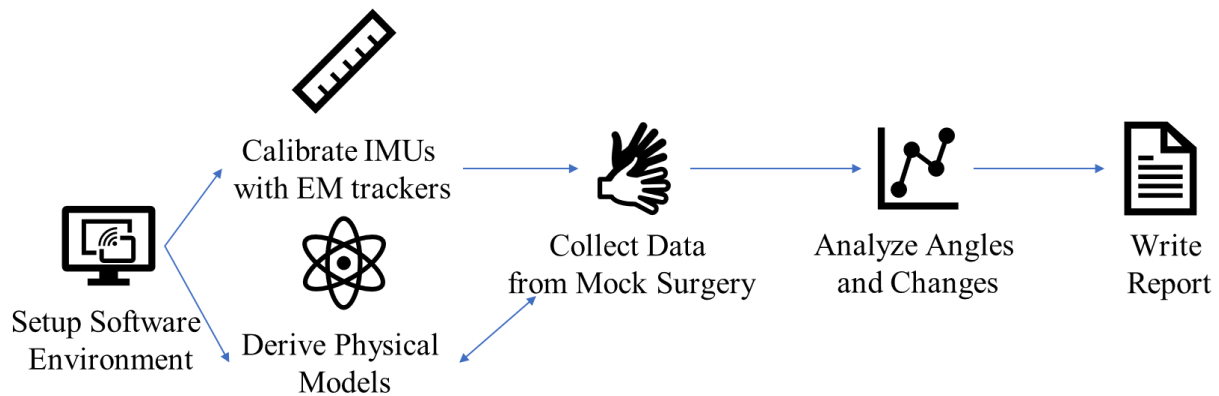 Setup Software
Environment
Calibrate IMUs
with EM trackers
Derive Physical
Models
Collect Data
from Mock Surgery
Analyze Angles
and Changes
Write
Report